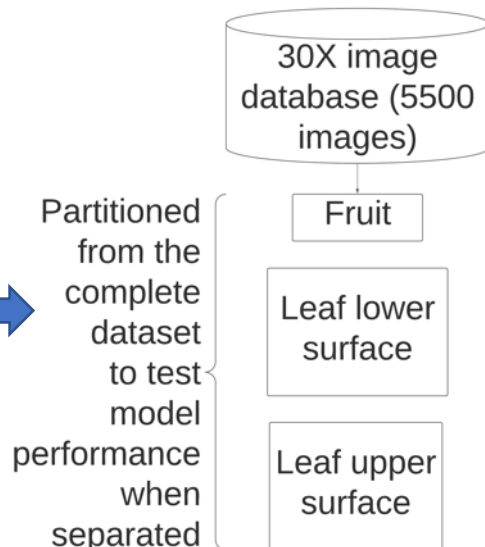 30X image
database (5500
images)
Fruit
Partitioned
from the
complete
dataset
to test
model
performance
when
separated
Leaf lower
surface
Leaf upper
surface